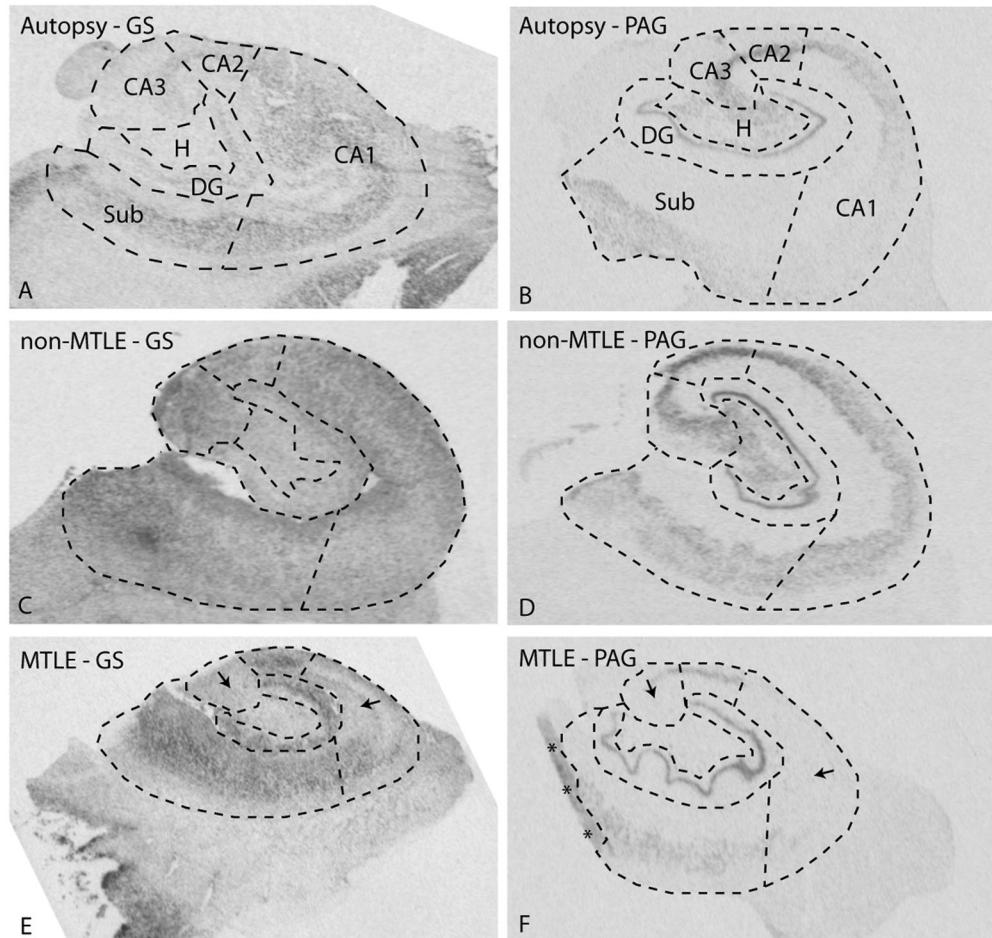 Autopsy - GS
CA2
CA3
H
CA1
DG
Sub
A
Autopsy - PAG
CA2
CA3
H
DG
Sub
CA1
B
non-MTLE - GS
C
non-MTLE - PAG
D
MTLE - GS
E
MTLE - PAG
*
*
*
F